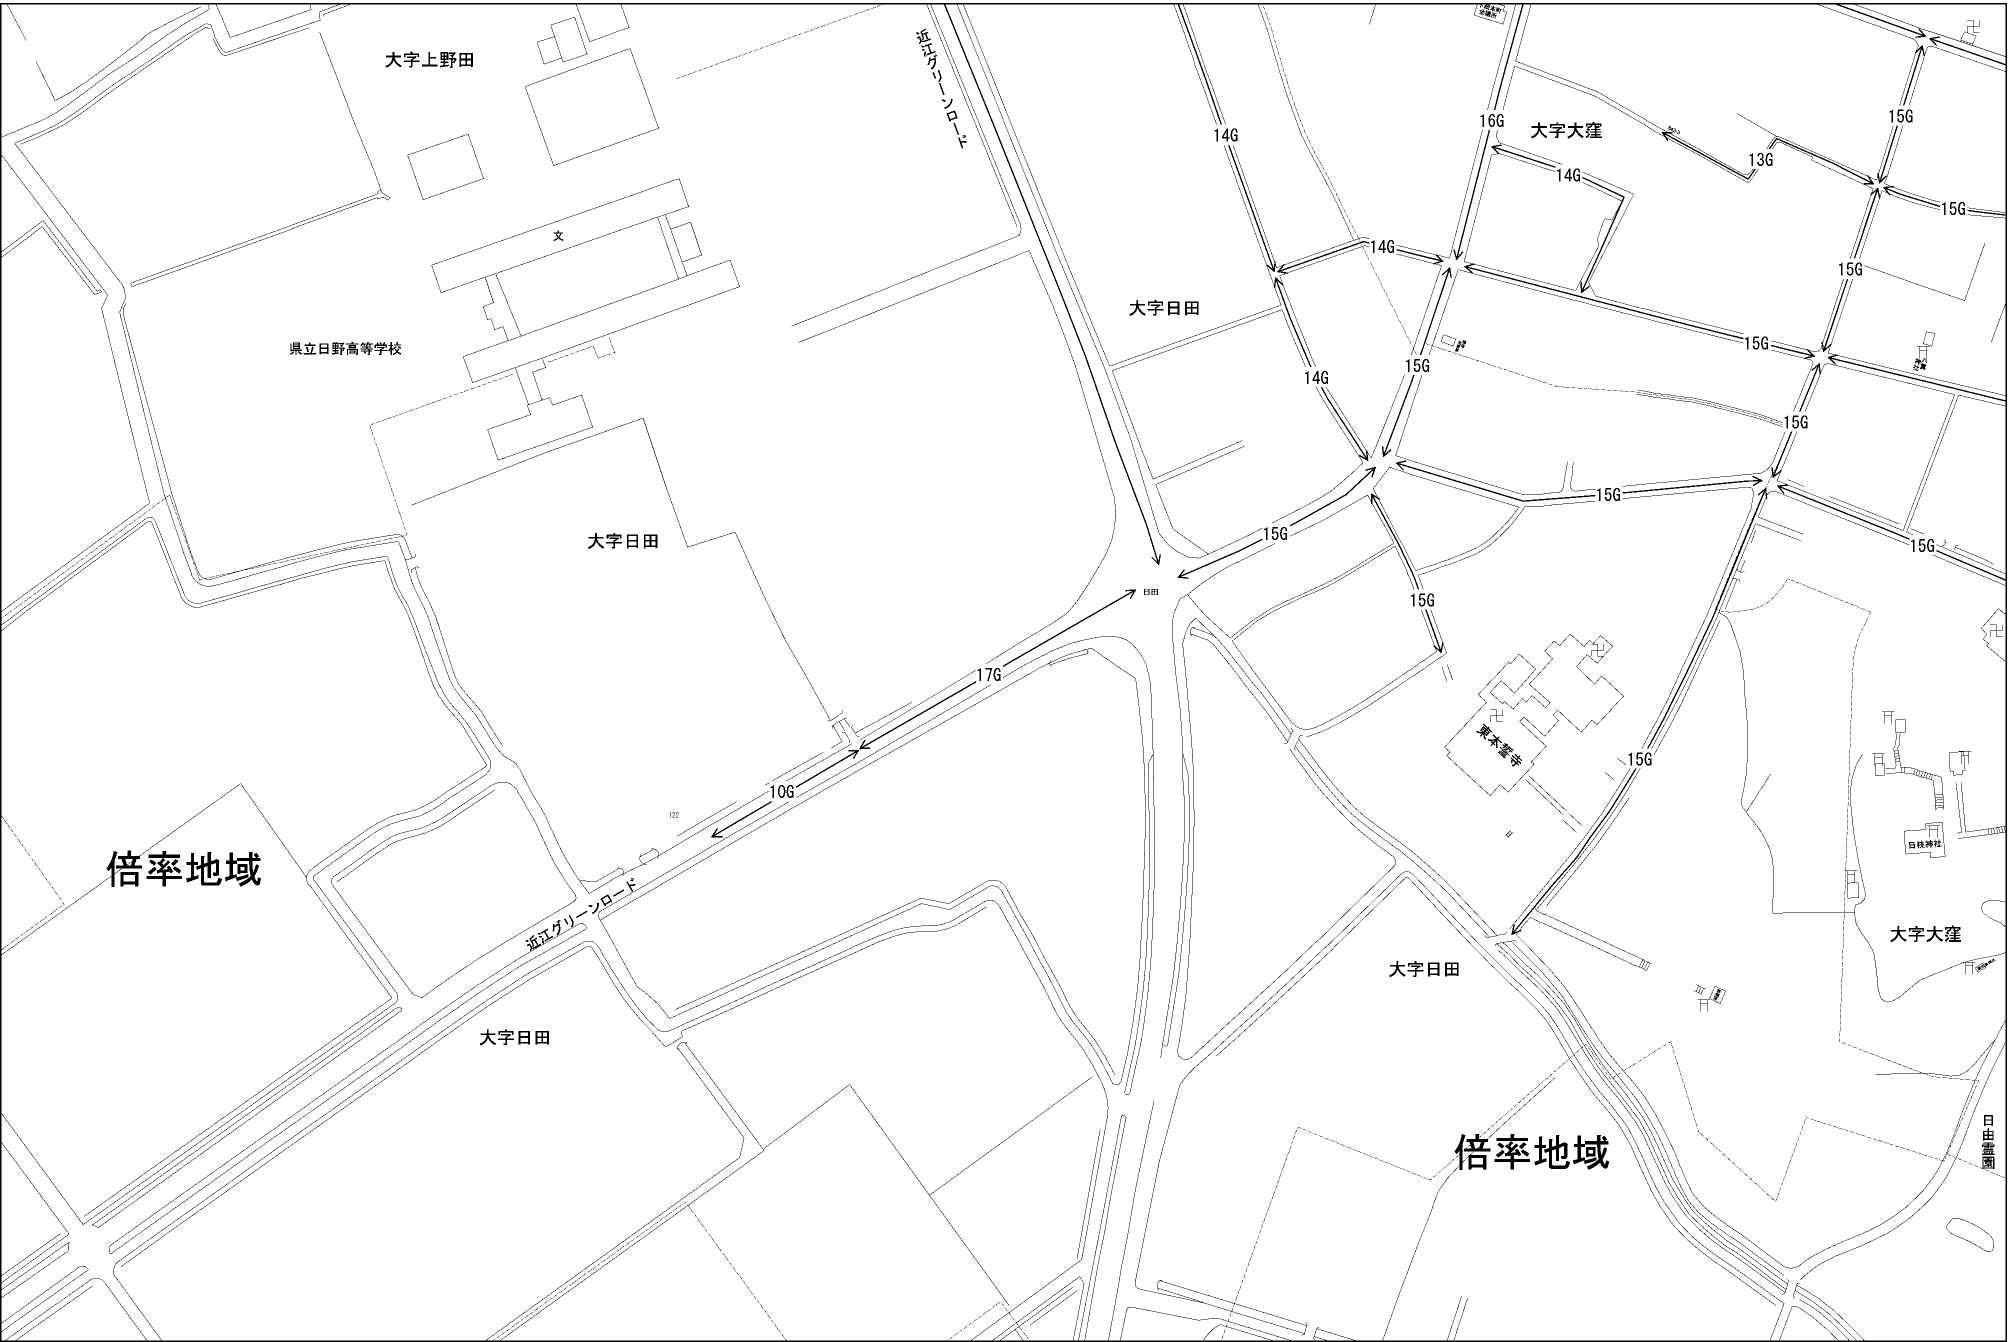 大字上野田
近江グリーンロード
16G
大字大窪
15G
14G
13G
14G
15G
文
14G
15G
大字日田
県立日野高等学校
15G
15G
14G
15G
15G
15G
15G
大字日田
15G
日田
15G
17G
東本誓寺
15G
10G
122
日枝神社
倍率地域
近江グリーンロード
大字大窪
大字日田
大字日田
倍率地域
日田霊園